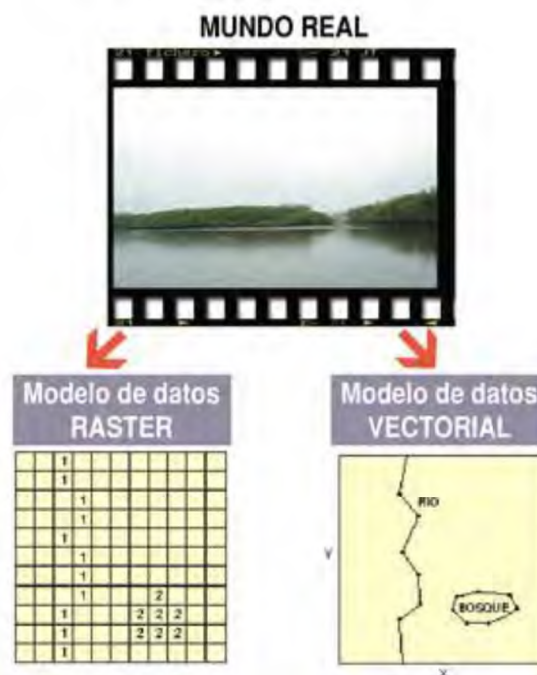 MUNDO REAL
Modelo de datos
RASTER
1
1
1
1
1
1
1
1 2
1 2 2 2
1 2 2 2
1
Modelo de datos
VECTORIAL
RIO
Y
BOSQUE
X